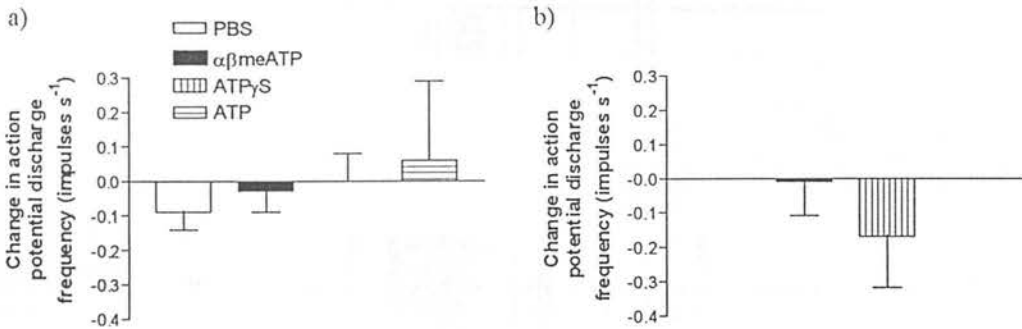 a)
PBS
αβmeATP
ATPγS
ATP
Change in action
potential discharge
frequency (impulses s⁻¹)
0.3
0.2
0.1
0.0
-0.1
-0.2
-0.3
-0.4
b)
Change in action
potential discharge
frequency (impulses s⁻¹)
0.3
0.2
0.1
-0.0
-0.1
-0.2
-0.3
-0.4